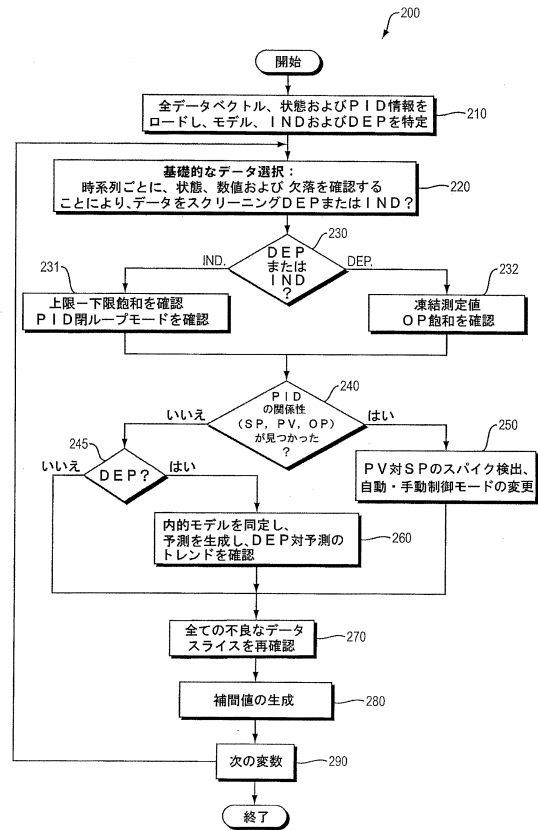 200
開始
全データベクトル、状態およびPID情報を
ロードし、モデル、INDおよびDEPを特定
210
基礎的なデータ選択：
時系列ごとに、状態、数値および 欠落を確認する
ことにより、データをスクリーニングDEPまたはIND？
220
230
DEP
または
IND
？
IND.
DEP.
231
上限ー下限飽和を確認
PID閉ループモードを確認
232
凍結測定値
OP飽和を確認
240
PID
の関係性
（SP，PV，OP）
が見つかった
？
いいえ
はい
245
DEP？
いいえ
はい
250
PV対SPのスパイク検出、
自動・手動制御モードの変更
内的モデルを同定し、
予測を生成し、DEP対予測の
トレンドを確認
260
全ての不良なデータ
スライスを再確認
270
補間値の生成
280
次の変数
290
終了